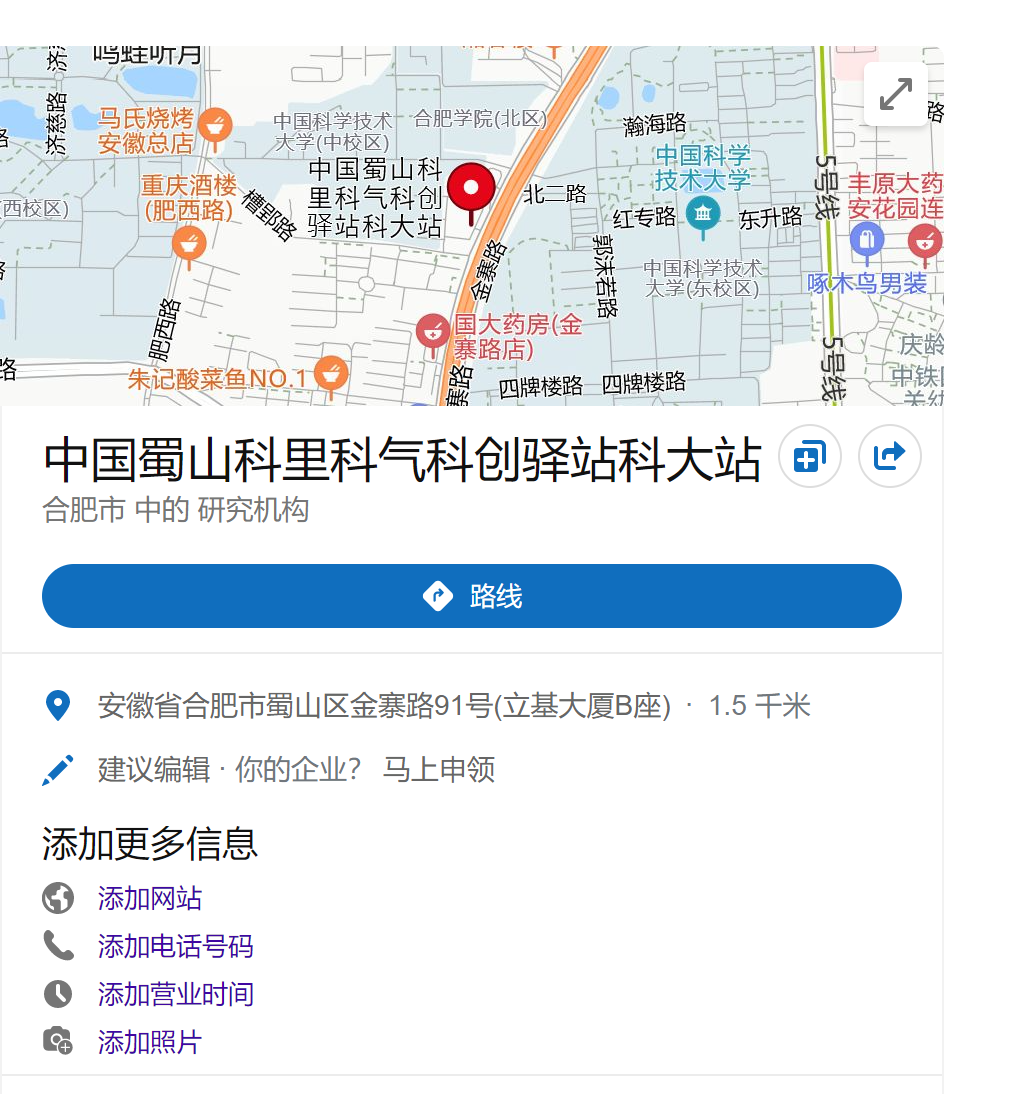 鸣蛙听月
济慈路
马氏烧烤
安徽总店
中国科学技术
大学(中校区)
合肥学院(北区)
瀚海路
路
中国科学
技术大学
5号线
重庆酒楼
(肥西路)
西校区)
槽郢路
中国蜀山科
里科气科创
驿站科大站
北二路
红专路
东升路
丰原大药
安花园连
金寨路
郭沫若路
中国科学技术
大学(东校区)
啄木鸟男装
肥西路
国大药房(金
寨路店)
朱记酸菜鱼NO.1
寨路
四牌楼路
四牌楼路
5号线
庆龄
中铁
路
中国蜀山科里科气科创驿站科大站
合肥市 中的 研究机构
路线
安徽省合肥市蜀山区金寨路91号(立基大厦B座) · 1.5 千米
建议编辑 · 你的企业? 马上申领
添加更多信息
添加网站
添加电话号码
添加营业时间
添加照片